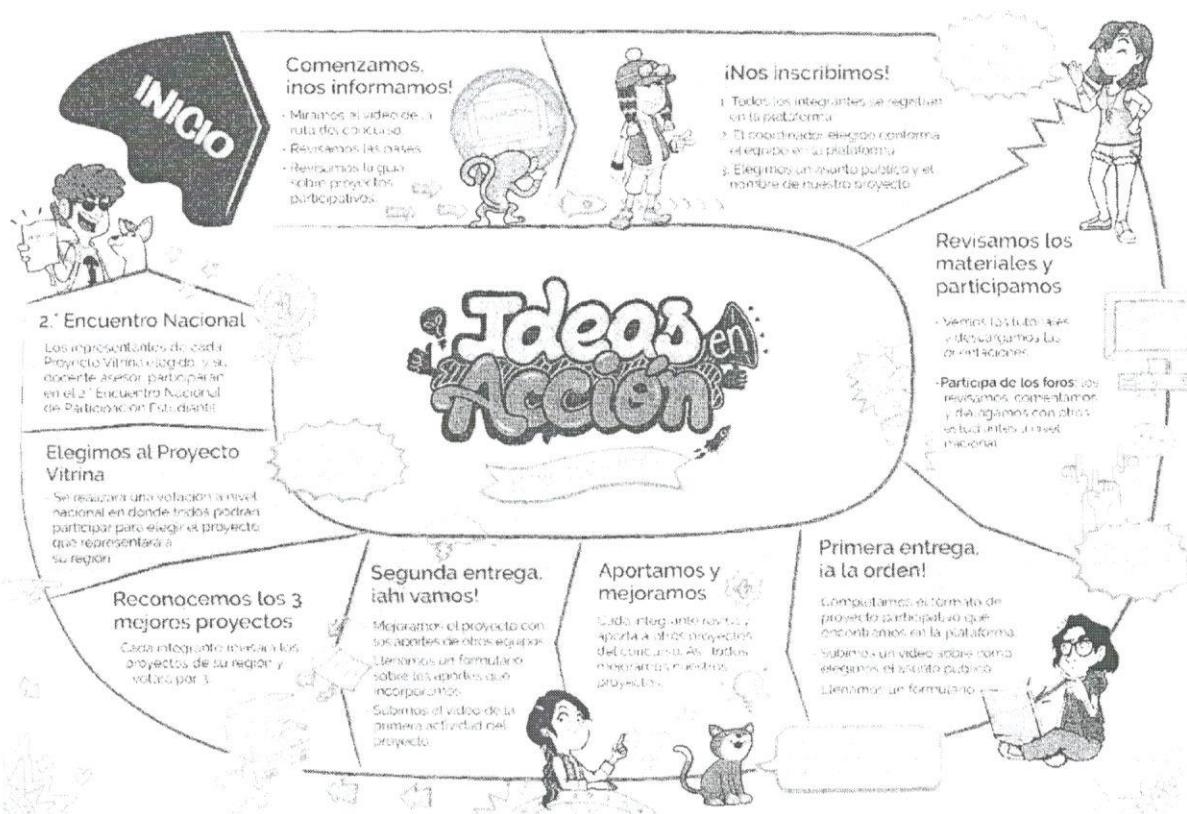 INICIO
Comenzamos,
¡nos informamos!
- Miramos el video de la
ruta del concurso.
- Revisamos las bases.
- Revisamos la guía
sobre proyectos
participativos.
¡Nos inscribimos!
1. Todos los integrantes se registran
en la plataforma
2. El coordinador elegido conforma
el equipo en la plataforma
3. Elegimos un asunto público y el
nombre de nuestro proyecto
Revisamos los
materiales y
participamos
- Vemos los tutoriales
y descargamos las
orientaciones
- Participa de los foros: los
revisamos, comentamos
y dialogamos con otros
estudiantes a nivel
nacional
Ideas en
Acción
Primera entrega,
¡a la orden!
Completamos el formato de
proyecto participativo que
encontramos en la plataforma.
Subimos un video sobre cómo
elegimos el asunto público
Llenamos un formulario
Aportamos y
mejoramos
Cada integrante revisa y
aporta a otros proyectos
del concurso. Así todos
mejoramos nuestros
proyectos.
Segunda entrega,
¡ahí vamos!
- Mejoramos el proyecto con
los aportes de otros equipos
- Llenamos un formulario
sobre los aportes que
incorporamos
Subimos el video de la
primera actividad del
proyecto
Reconocemos los 3
mejores proyectos
Cada integrante revisará los
proyectos de su región y
votará por 3
Elegimos al Proyecto
Vitrina
- Se realizará una votación a nivel
nacional en donde todos podrán
participar para elegir el proyecto
que representará a
su región
2.° Encuentro Nacional
Los representantes de cada
Proyecto Vitrina elegido y su
docente asesor participarán
en el 2.° Encuentro Nacional
de Participación Estudiantil